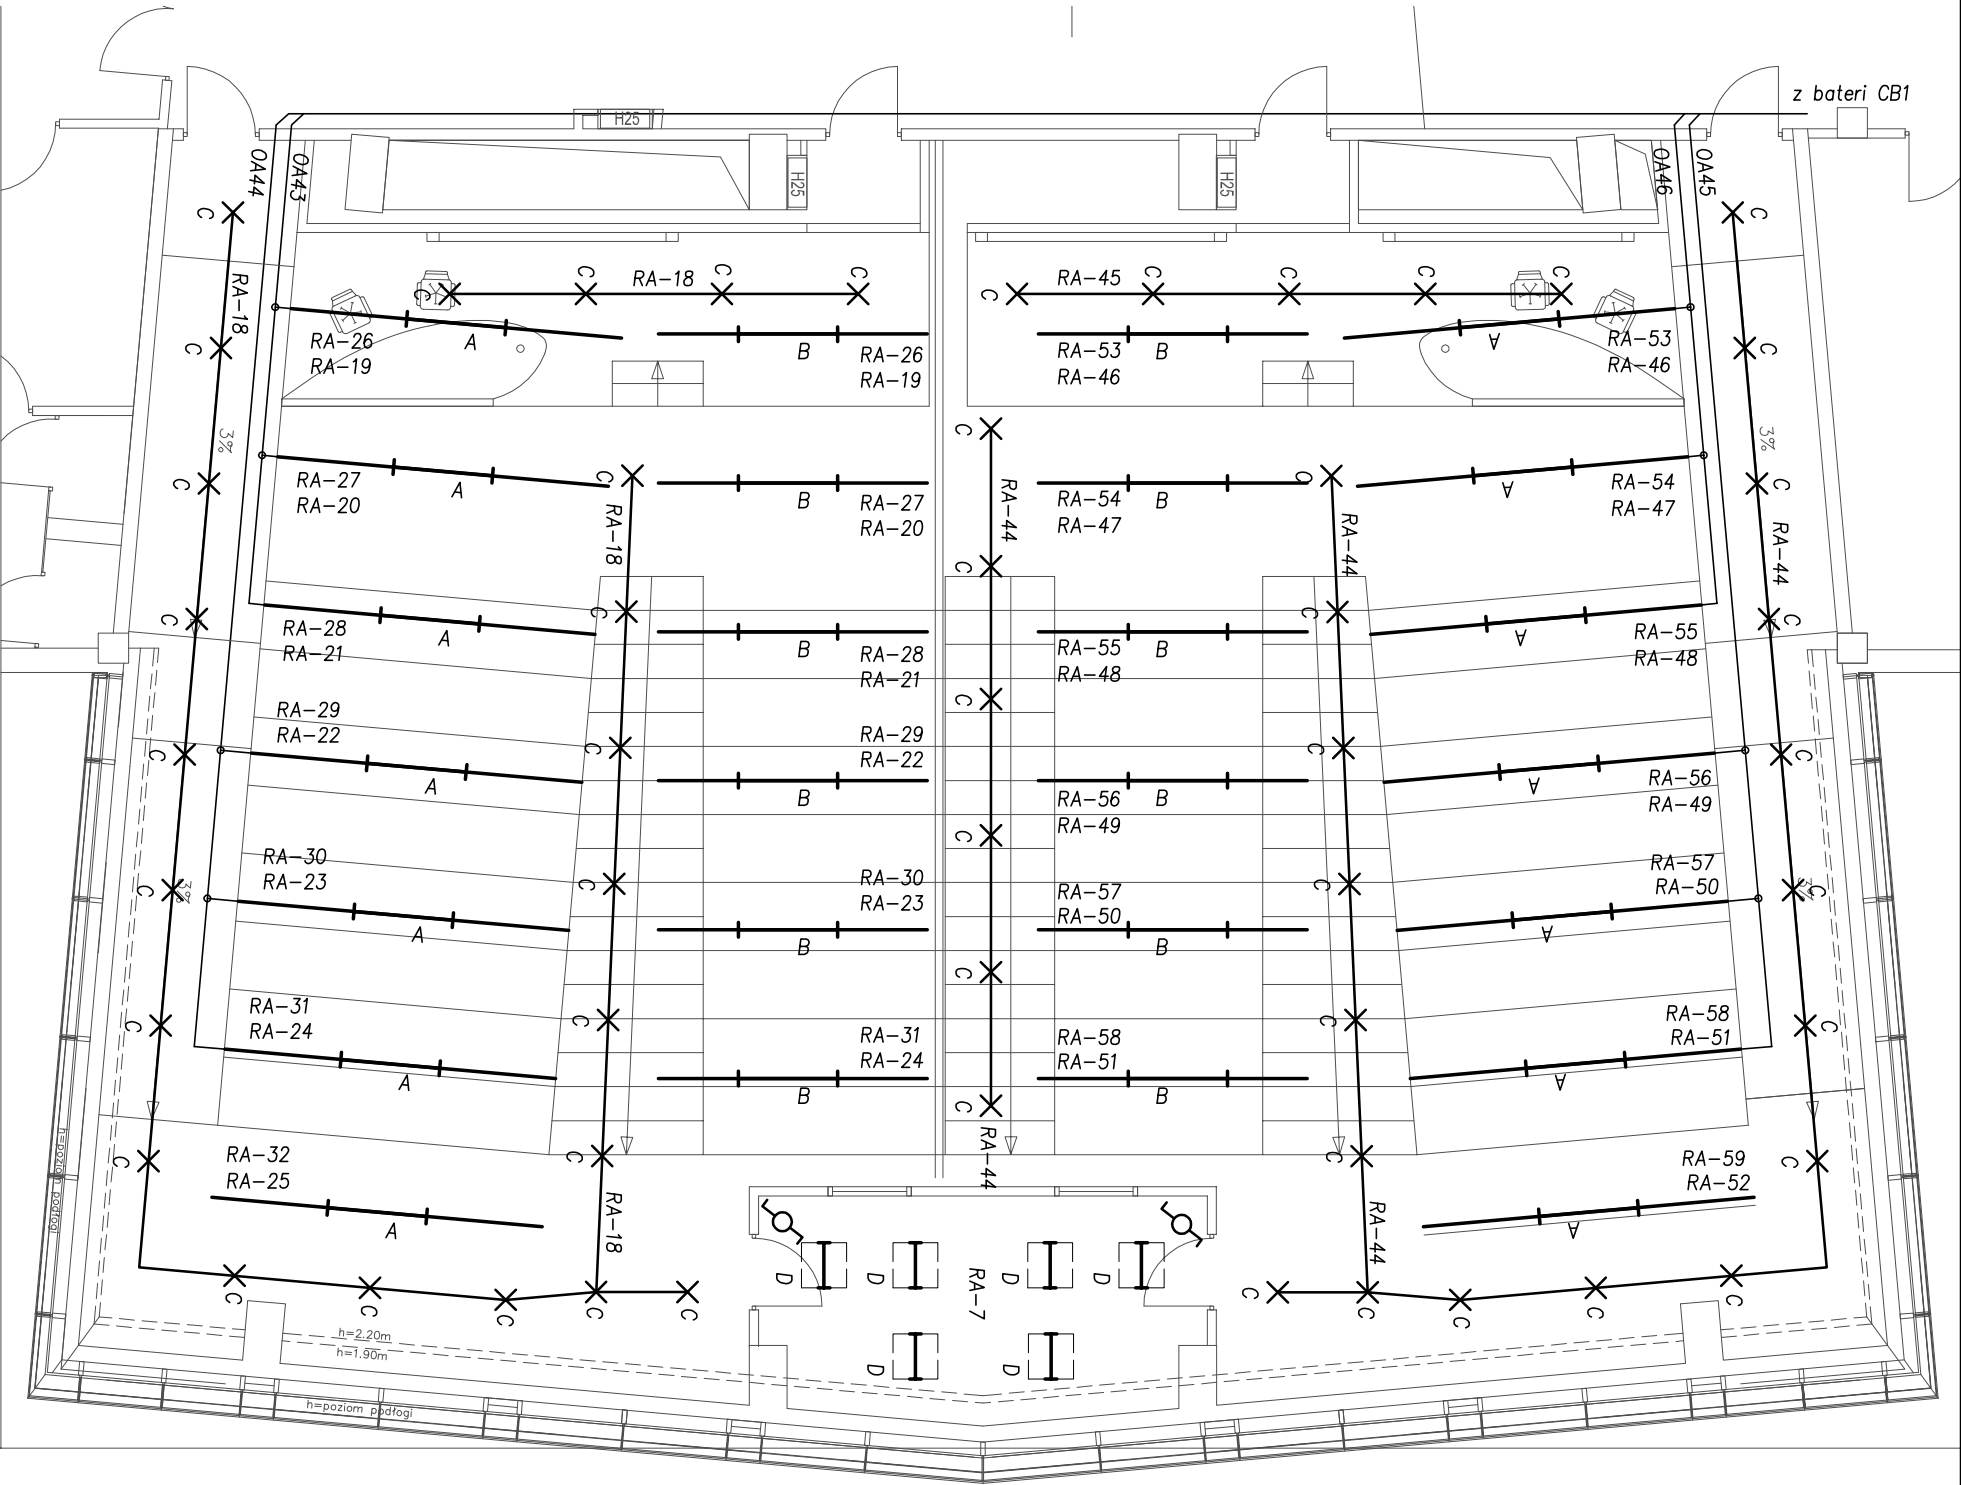 z bateri CB1
H25
OA44
OA43
OA46
OA45
H25
H25
C
C
RA-18
C
RA-18
C
C
C
RA-45
C
C
C
C
C
RA-26
RA-19
A
B
RA-26
RA-19
RA-53
RA-46
B
A
RA-53
RA-46
C
C
3%
C
3%
C
RA-27
RA-20
A
C
RA-18
B
RA-27
RA-20
RA-44
RA-54
RA-47
B
C
RA-44
A
RA-54
RA-47
C
RA-44
C
C
RA-28
RA-21
A
C
B
RA-28
RA-21
C
RA-55
RA-48
B
C
A
RA-55
RA-48
C
C
RA-29
RA-22
A
C
B
RA-29
RA-22
C
RA-56
RA-49
B
C
A
RA-56
RA-49
C
C
3%
RA-30
RA-23
A
C
B
RA-30
RA-23
C
RA-57
RA-50
B
C
A
RA-57
RA-50
3%
C
C
RA-31
RA-24
A
C
B
RA-31
RA-24
C
C
RA-44
RA-58
RA-51
B
C
A
RA-58
RA-51
C
C
h=poziom podłogi
RA-32
RA-25
A
C
RA-18
C
RA-44
A
RA-59
RA-52
C
D
D
RA-7
D
D
C
C
C
C
C
C
C
C
C
C
h=2.20m
h=1.90m
D
D
h=poziom podłogi